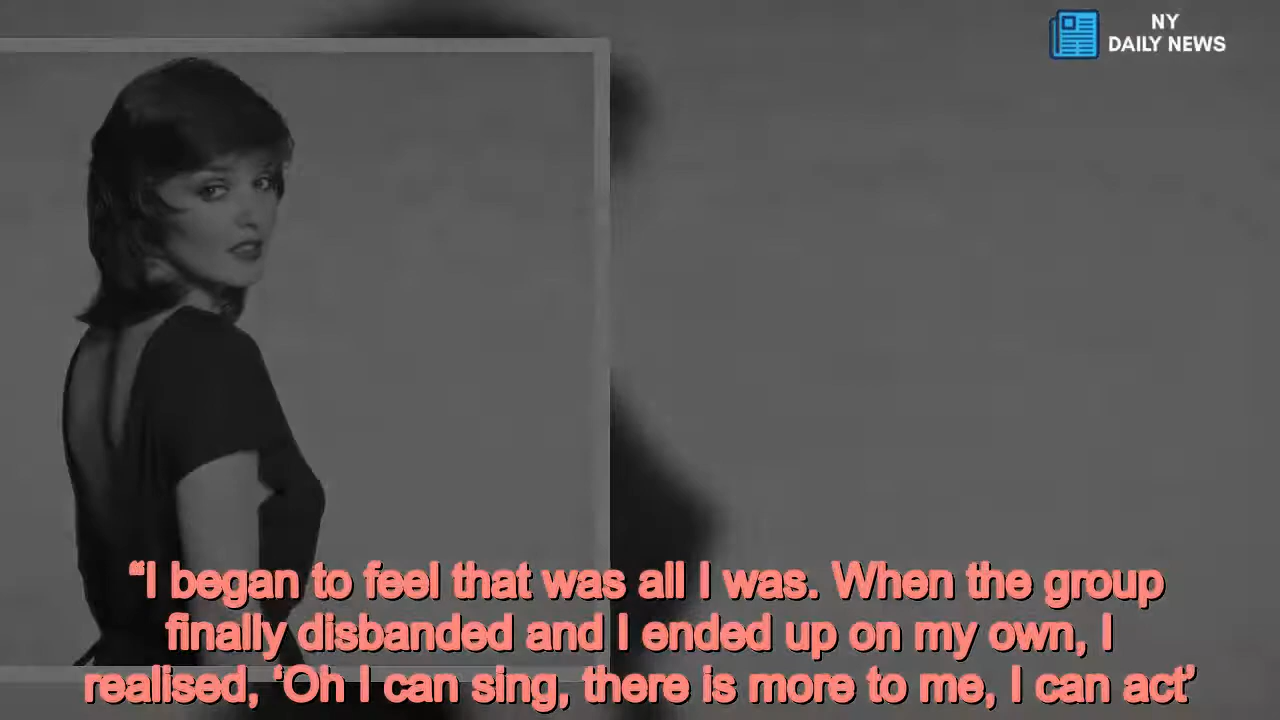 NY
DAILY NEWS
“I began to feel that was all I was. When the group
finally disbanded and I ended up on my own, I
realised, ‘Oh I can sing, there is more to me, I can act’